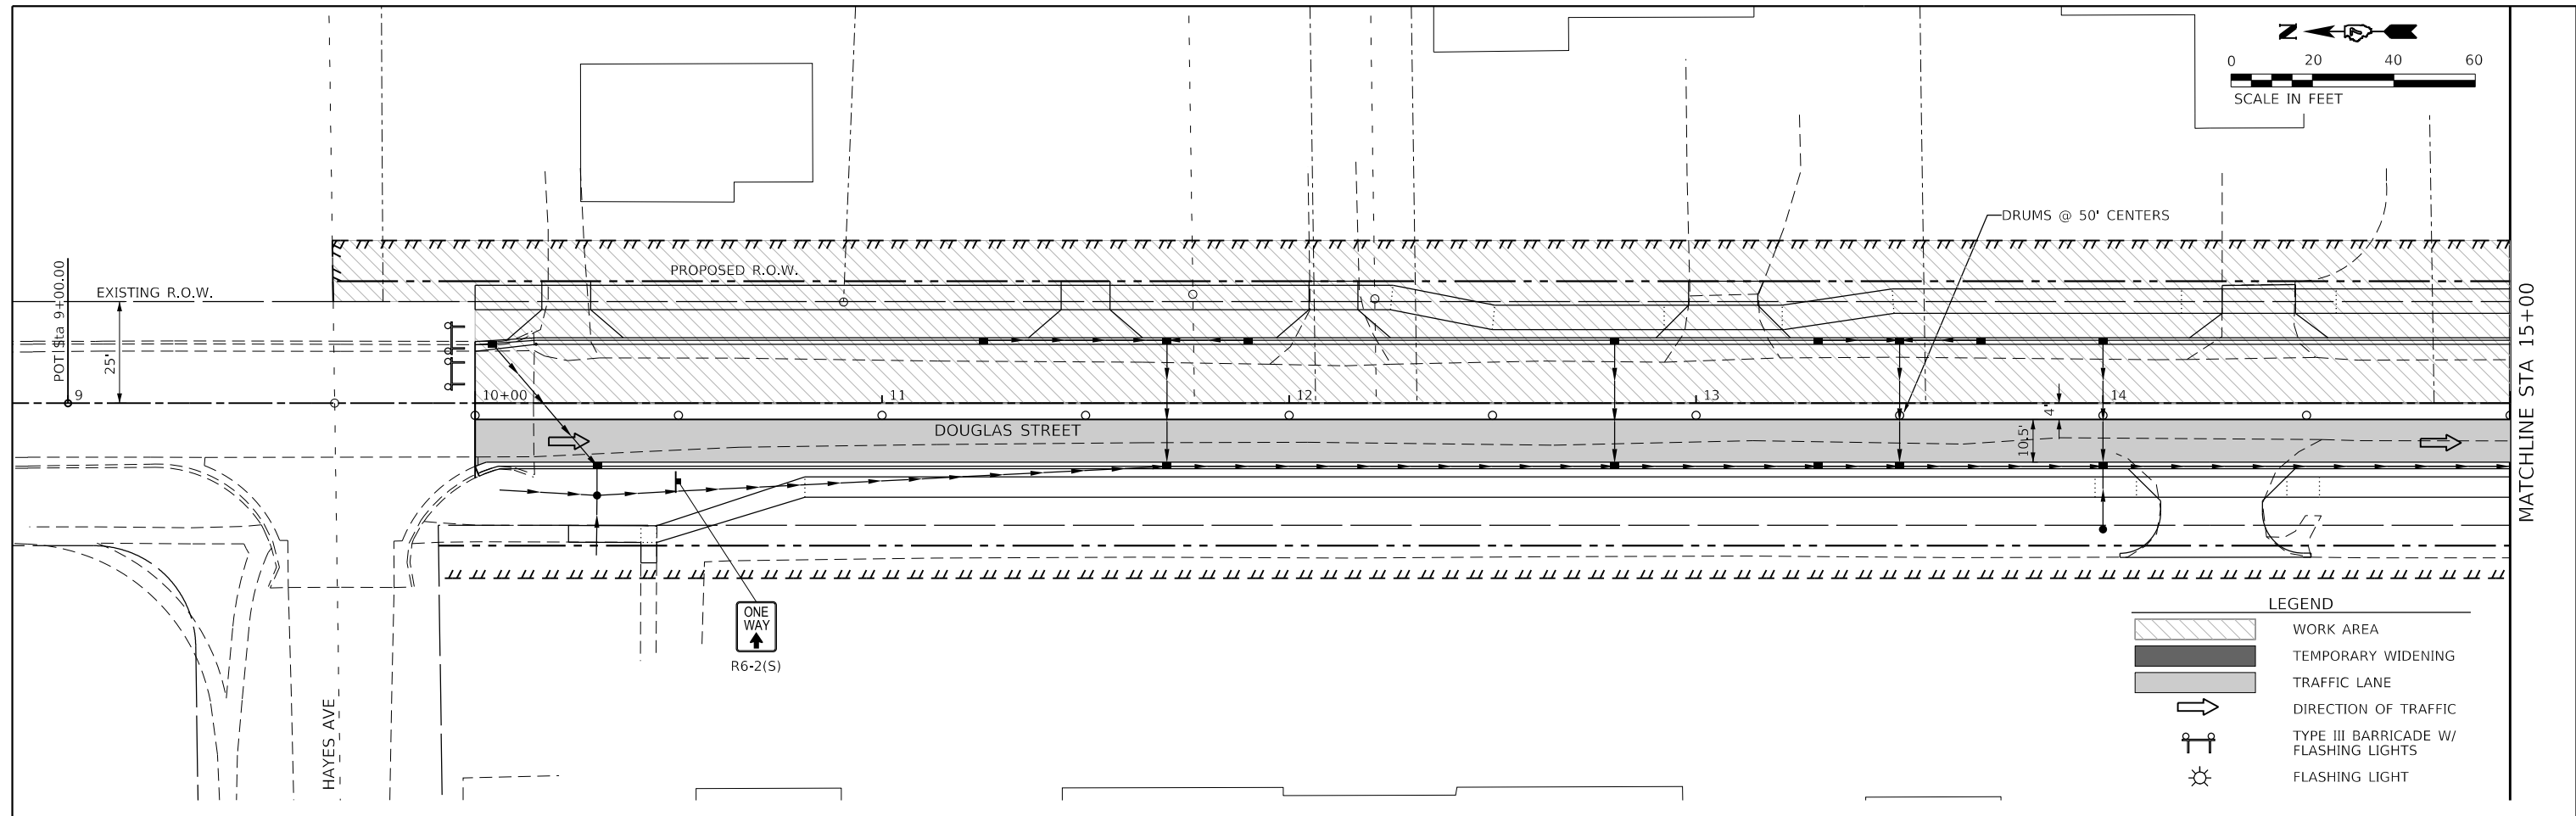 N
0 20 40 60
SCALE IN FEET
DRUMS @ 50' CENTERS
POT Sta 9+00.00
EXISTING R.O.W.
PROPOSED R.O.W.
25'
9
10+00
11
12
13
14
4'
10.5'
DOUGLAS STREET
MATCHLINE STA 15+00
HAYES AVE
ONE
WAY
R6-2(S)
LEGEND
WORK AREA
TEMPORARY WIDENING
TRAFFIC LANE
DIRECTION OF TRAFFIC
TYPE III BARRICADE W/
FLASHING LIGHTS
FLASHING LIGHT